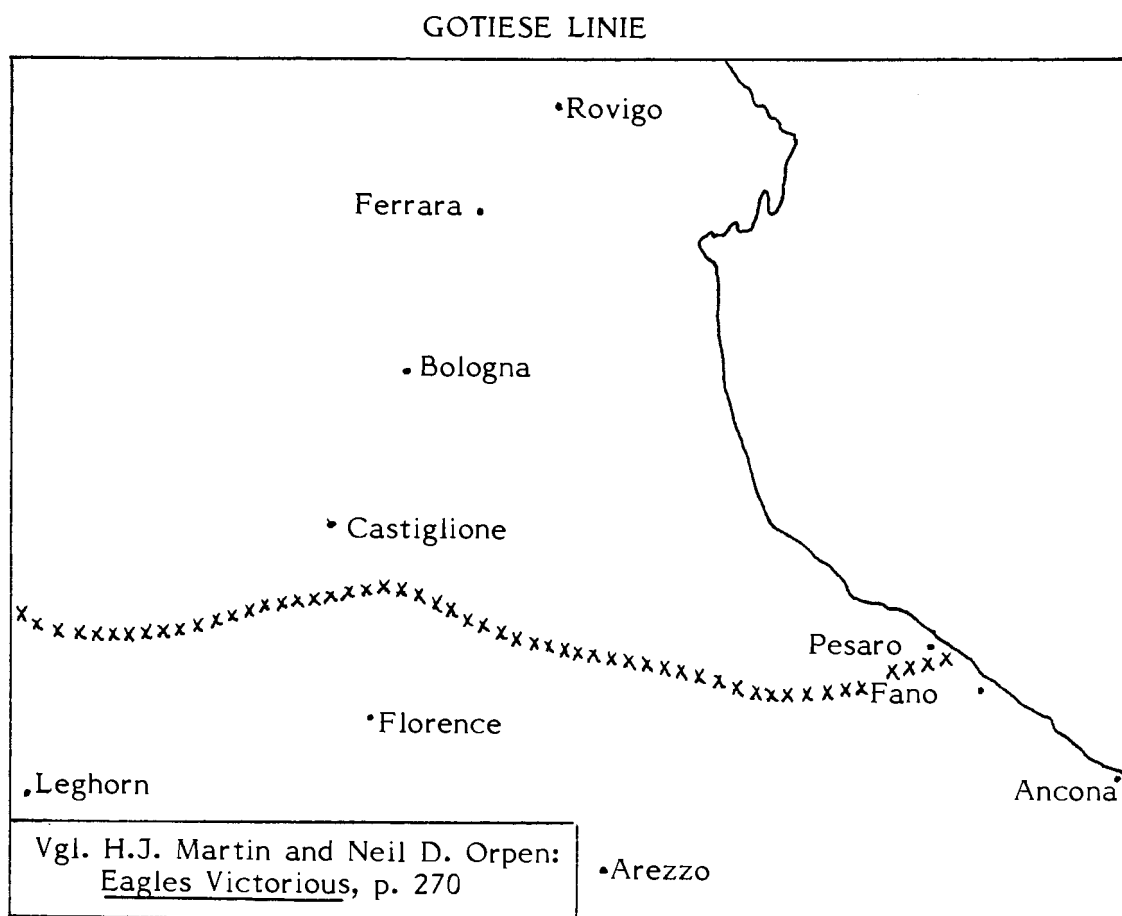 GOTIESE LINIE
Rovigo
Ferrara
Bologna
Castiglione
Pesaro
Fano
Florence
Leghorn
Ancona
Vgl. H.J. Martin and Neil D. Orpen:
Eagles Victorious, p. 270
Arezzo